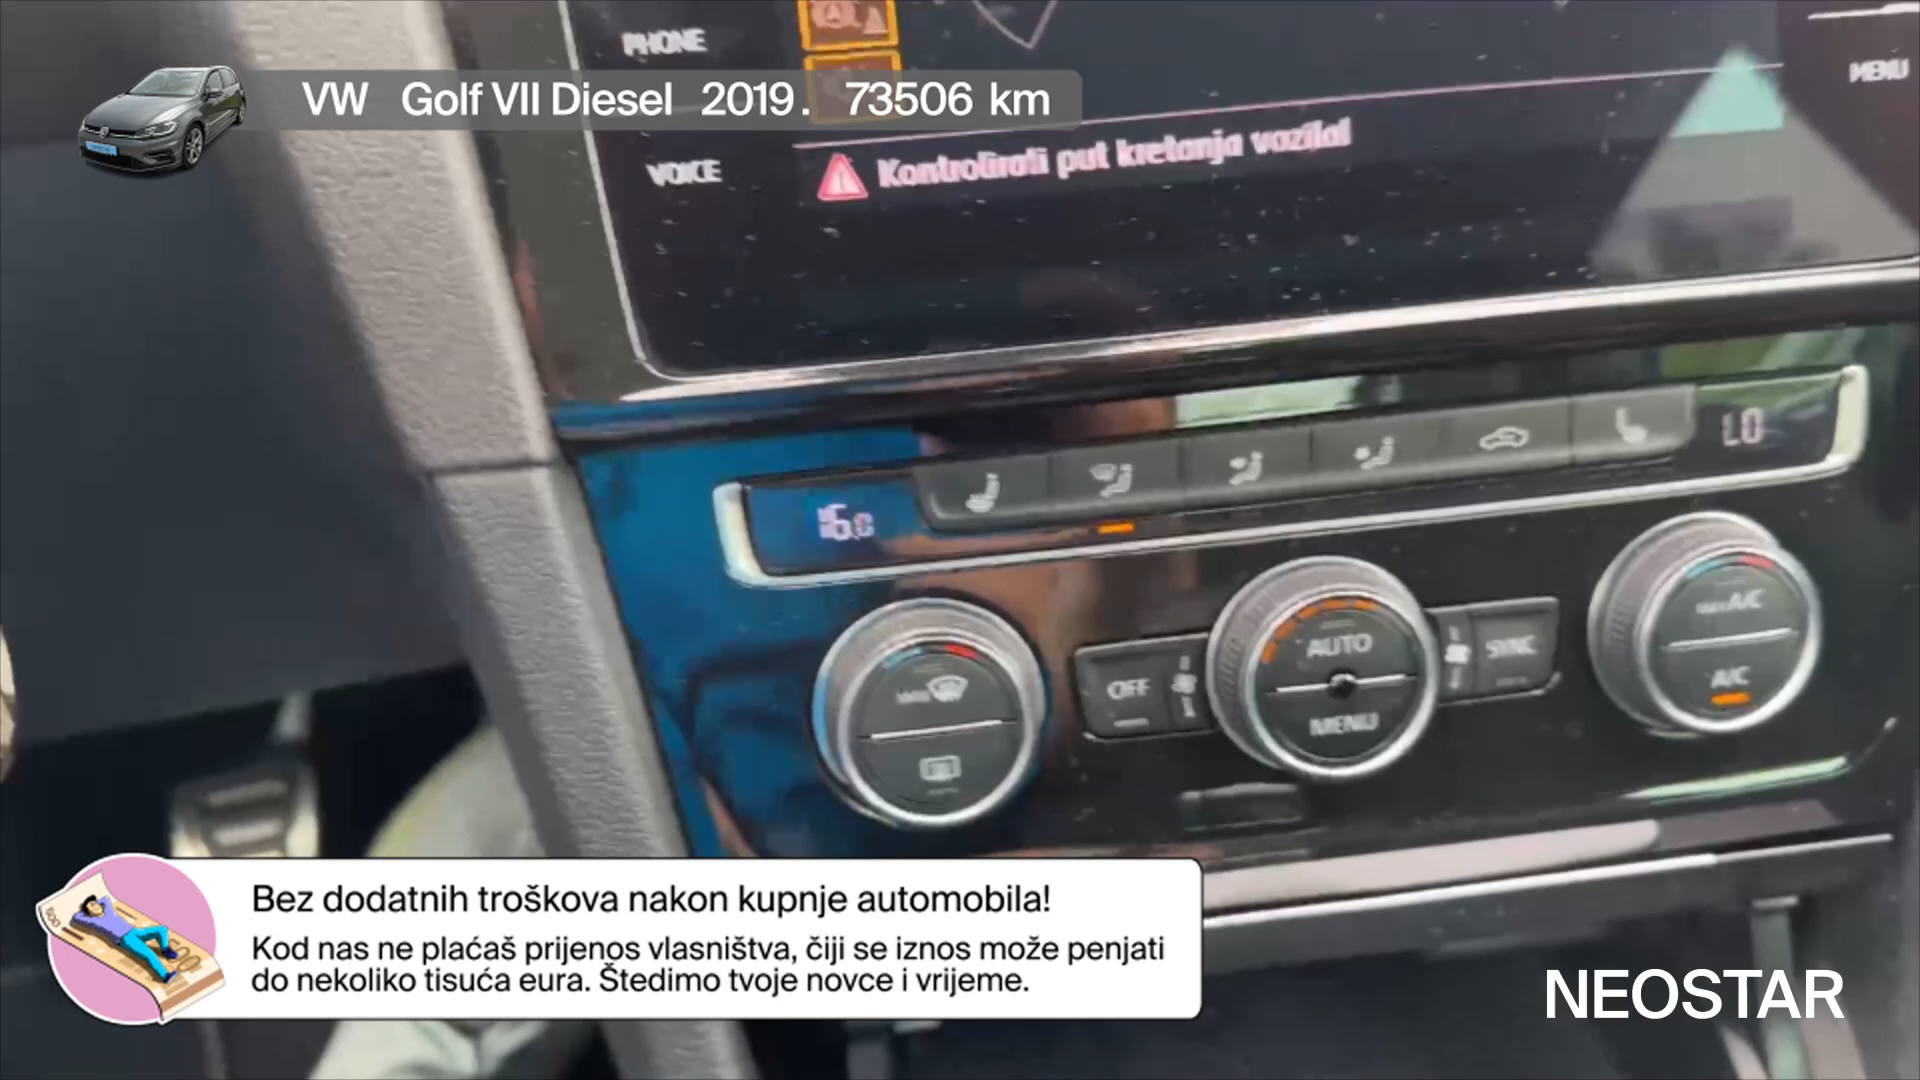 PHONE
MENU
VW Golf VII Diesel 2019. 73506 km
Kontrolirati put kretanja vozila!
VOICE
LO
16.0
A/C
AUTO
SYNC
A/C
OFF
MENU
Bez dodatnih troškova nakon kupnje automobila!
Kod nas ne plaćaš prijenos vlasništva, čiji se iznos može penjati
do nekoliko tisuća eura. Štedimo tvoje novce i vrijeme.
NEOSTAR